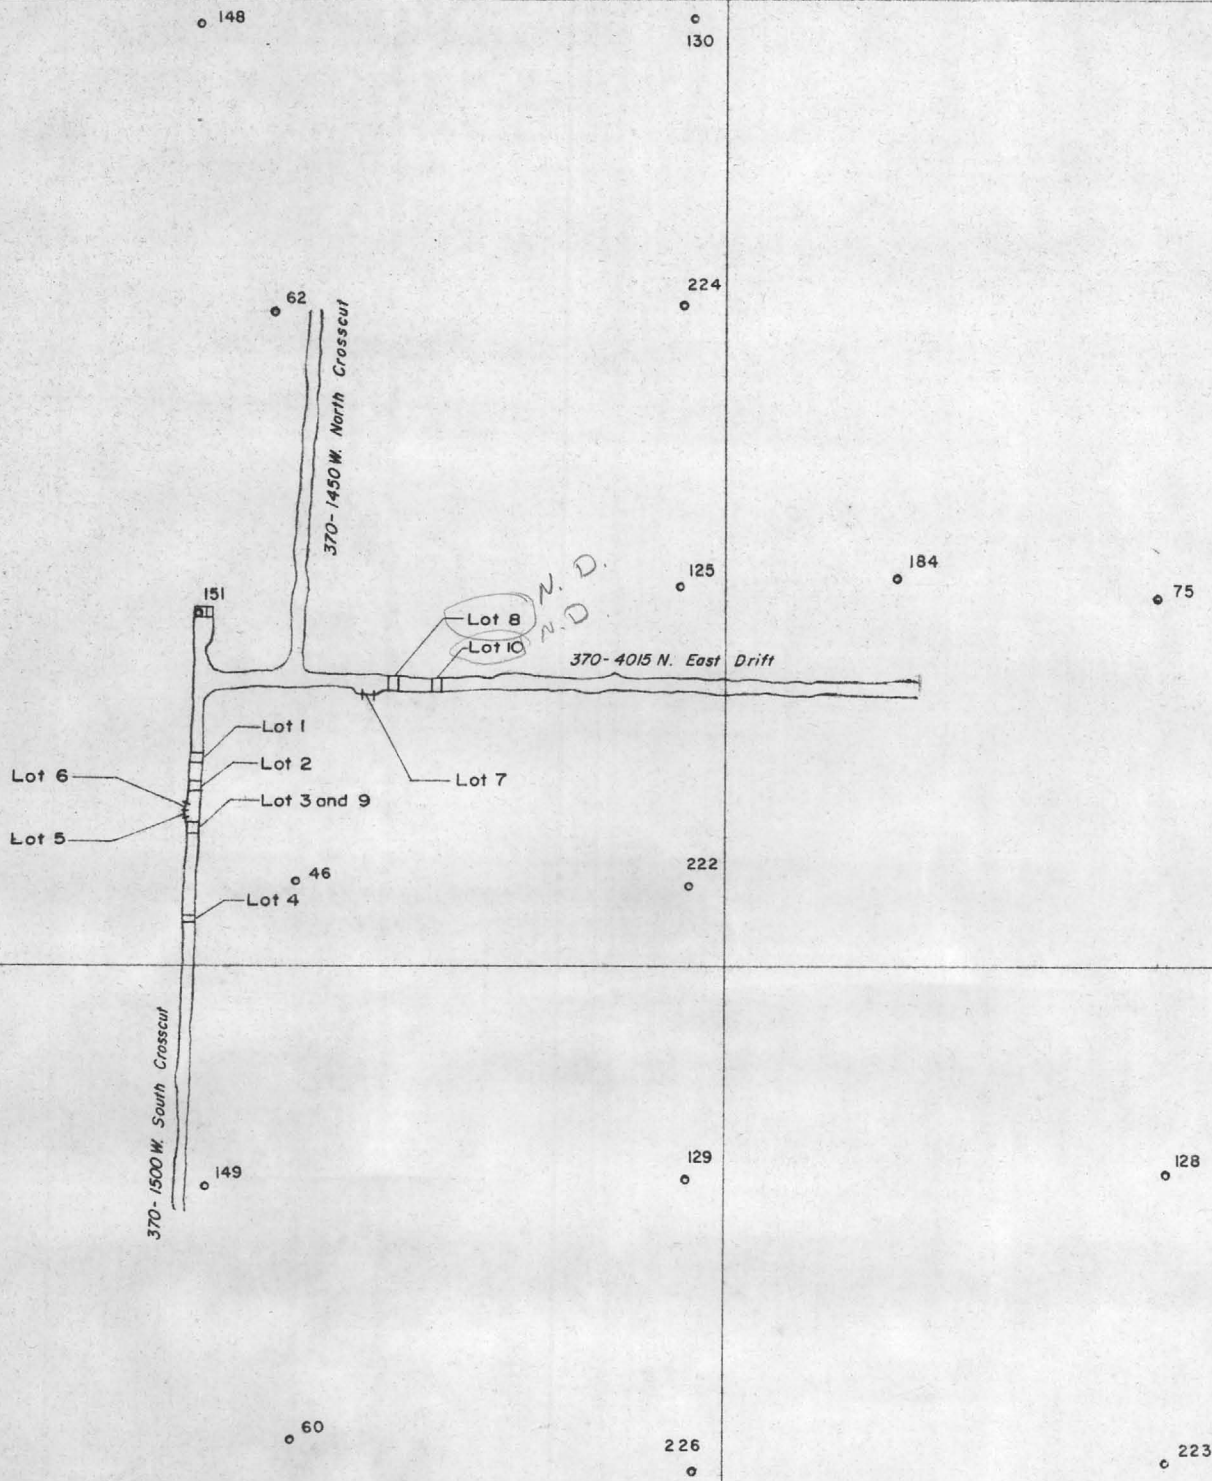 148
130
62
224
370-1450 W. North Crosscut
N. D.
125
184
75
151
Lot 8
N. D
Lot 10
370-4015 N. East Drift
Lot 1
Lot 2
Lot 6
Lot 7
Lot 3 and 9
Lot 5
222
46
Lot 4
370-1500 W. South Crosscut
149
129
128
60
226
223